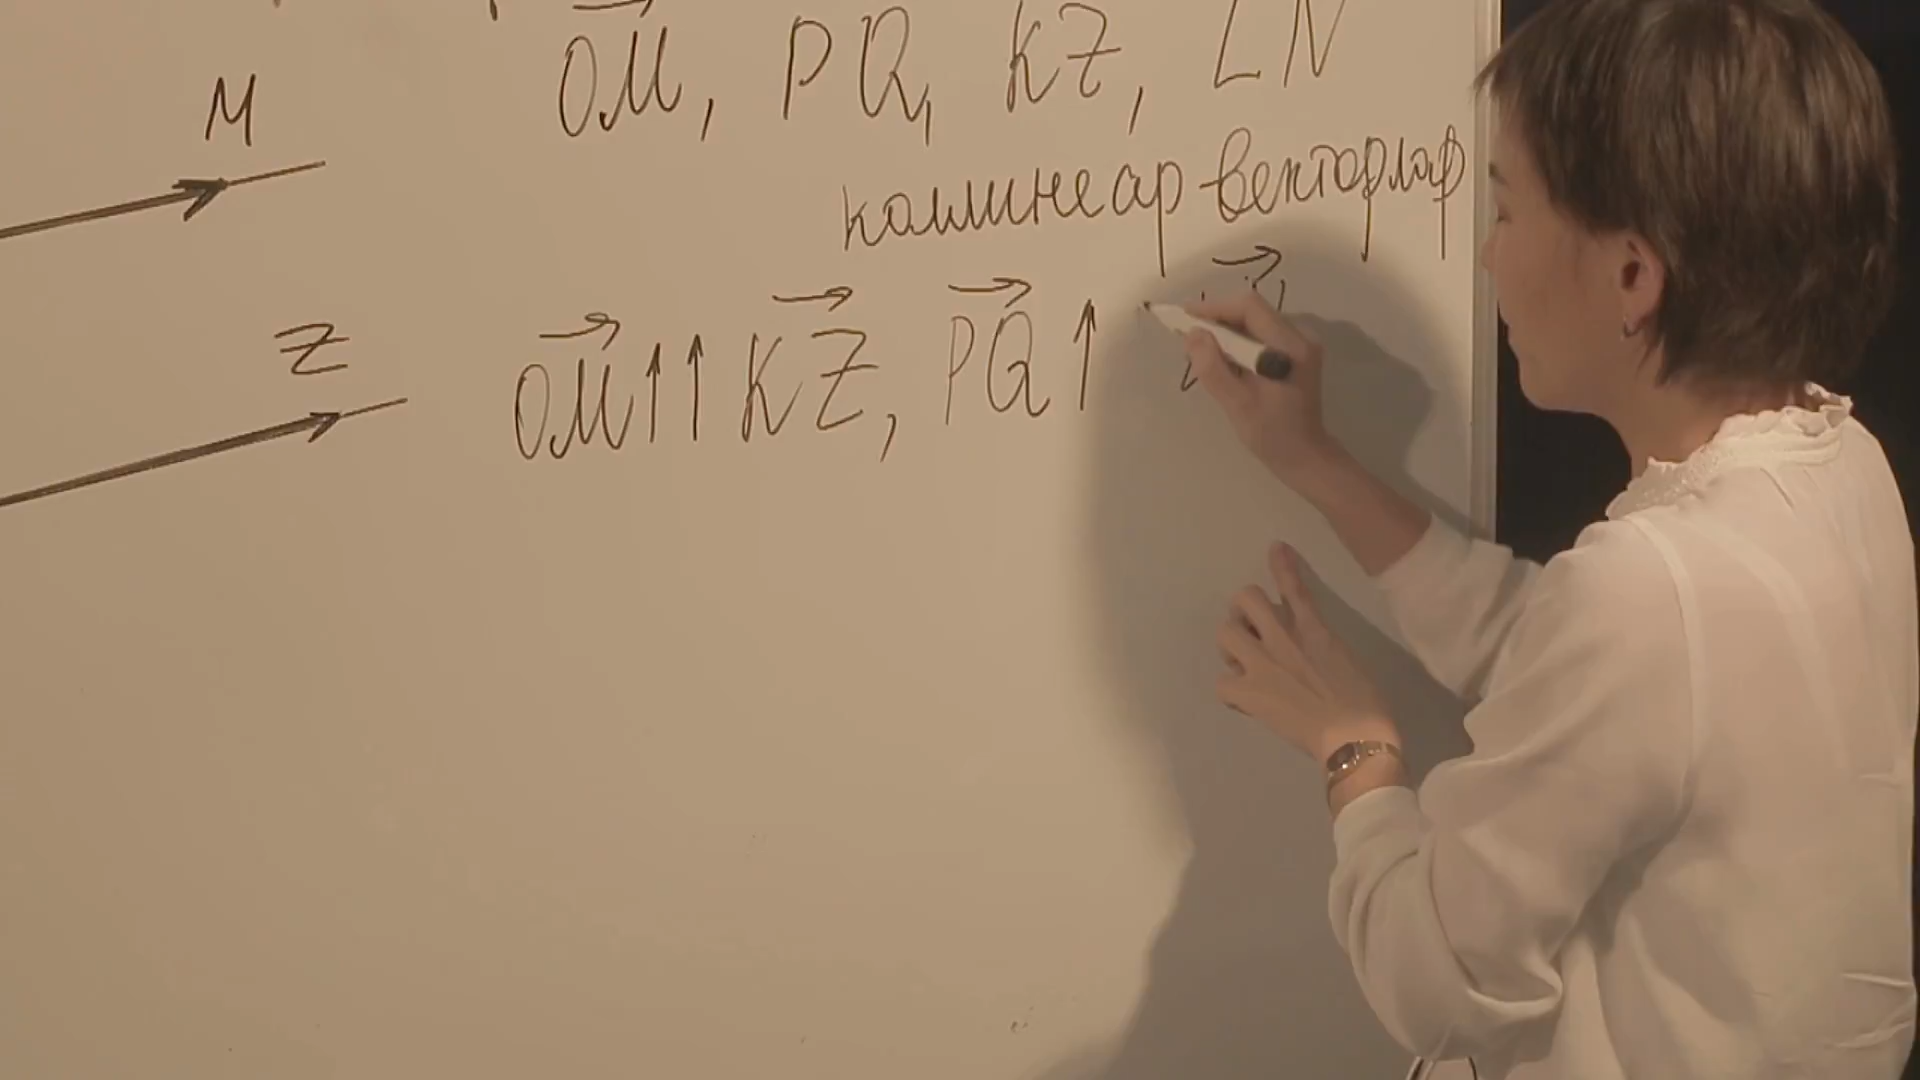 OM, PQ, KZ, LN
M
коллинеар векторлар
Z
OM↑↑KZ, PQ↑